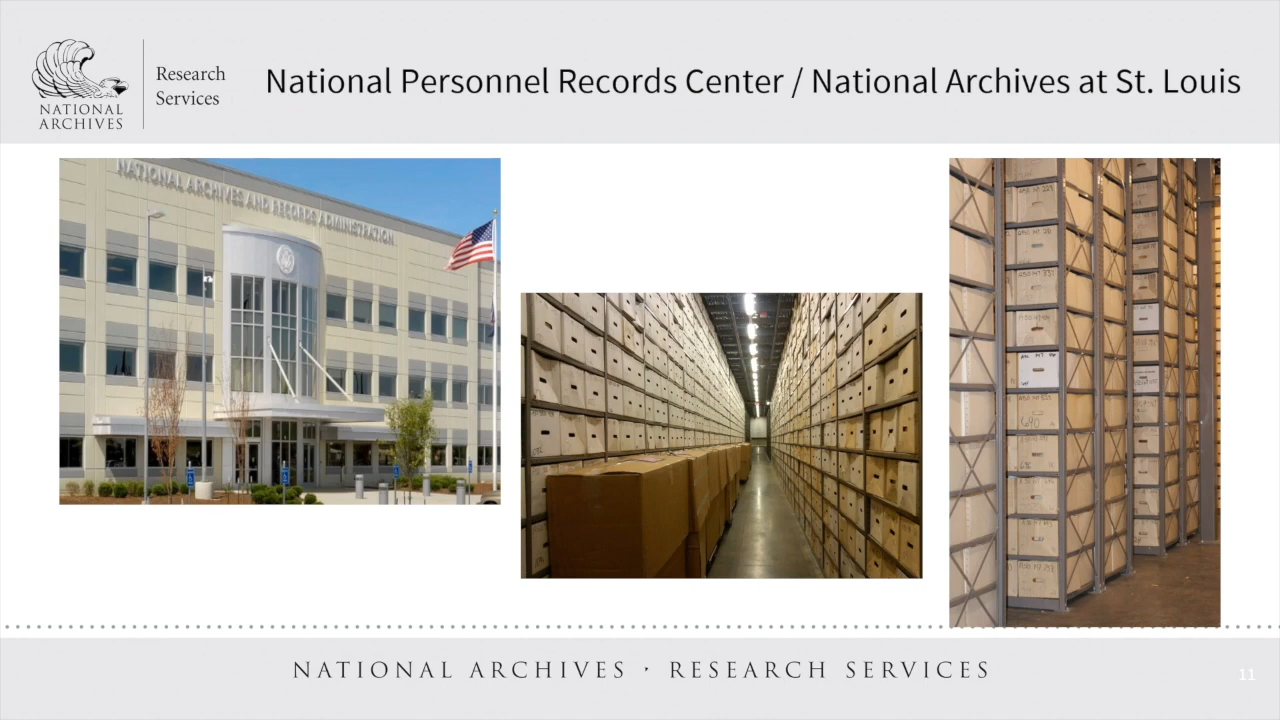 NATIONAL
ARCHIVES
Research
Services
National Personnel Records Center / National Archives at St. Louis
NATIONAL ARCHIVES AND RECORDS ADMINISTRATION
690
NATIONAL ARCHIVES · RESEARCH SERVICES
11